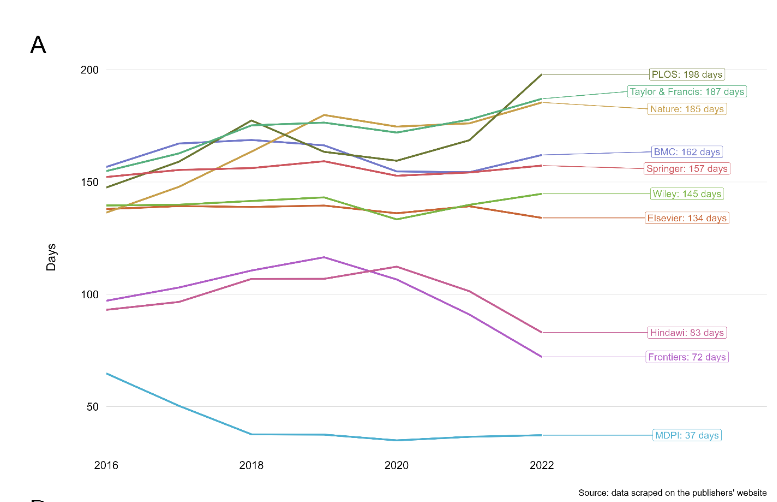 A
200
150
100
50
Days
PLOS: 198 days
Taylor & Francis: 187 days
Nature: 185 days
BMC: 162 days
Springer: 157 days
Wiley: 145 days
Elsevier: 134 days
Hindawi: 83 days
Frontiers: 72 days
MDPI: 37 days
2016 2018 2020 2022
Source: data scraped on the publishers' website